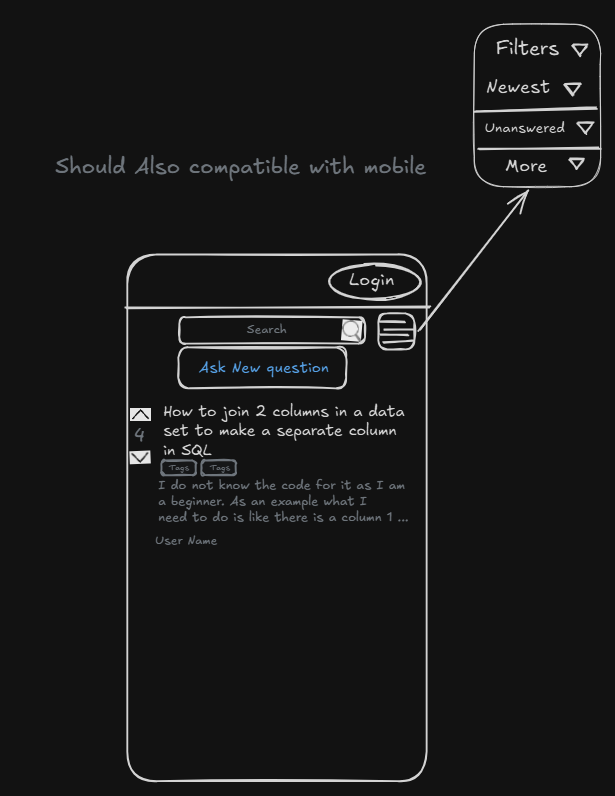 Filters
Newest
Unanswered
More
Should Also compatible with mobile
Login
Search
Ask New question
How to join 2 columns in a data
set to make a separate column
in SQL
4
Tags Tags
I do not know the code for it as I am
a beginner. As an example what I
need to do is like there is a column 1 ...
User Name